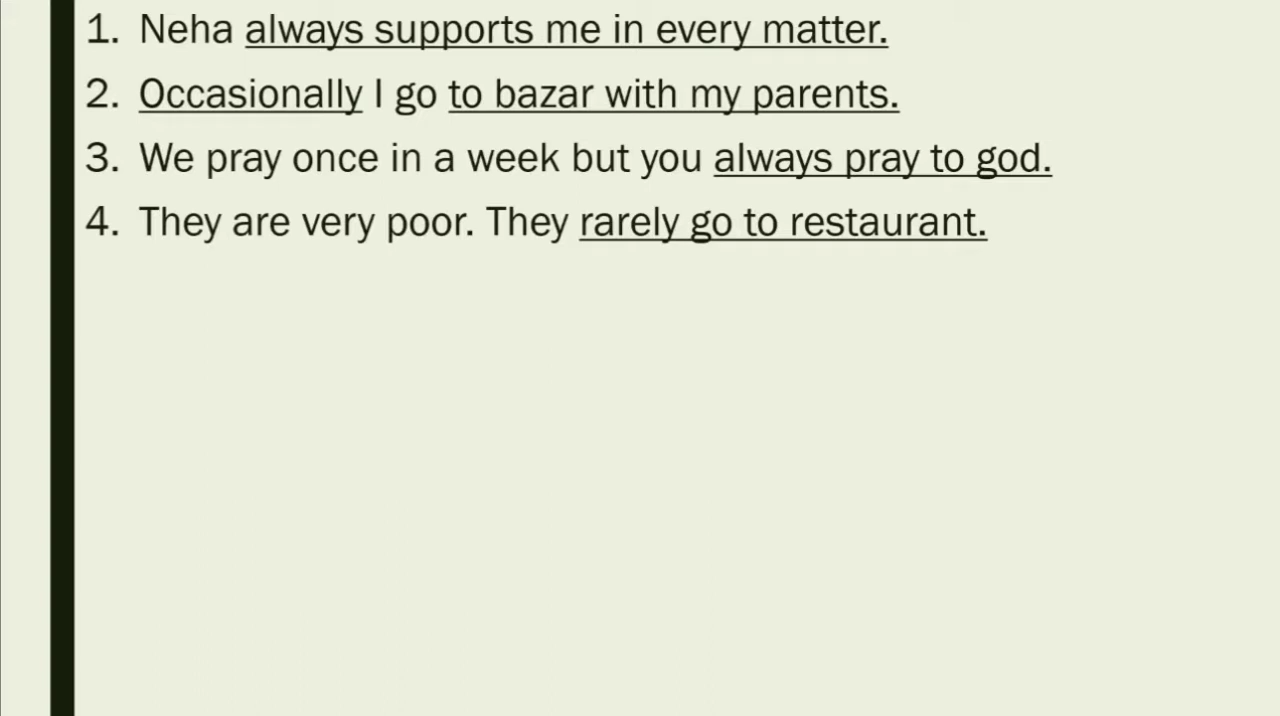 1. Neha always supports me in every matter.
2. Occasionally I go to bazar with my parents.
3. We pray once in a week but you always pray to god.
4. They are very poor. They rarely go to restaurant.